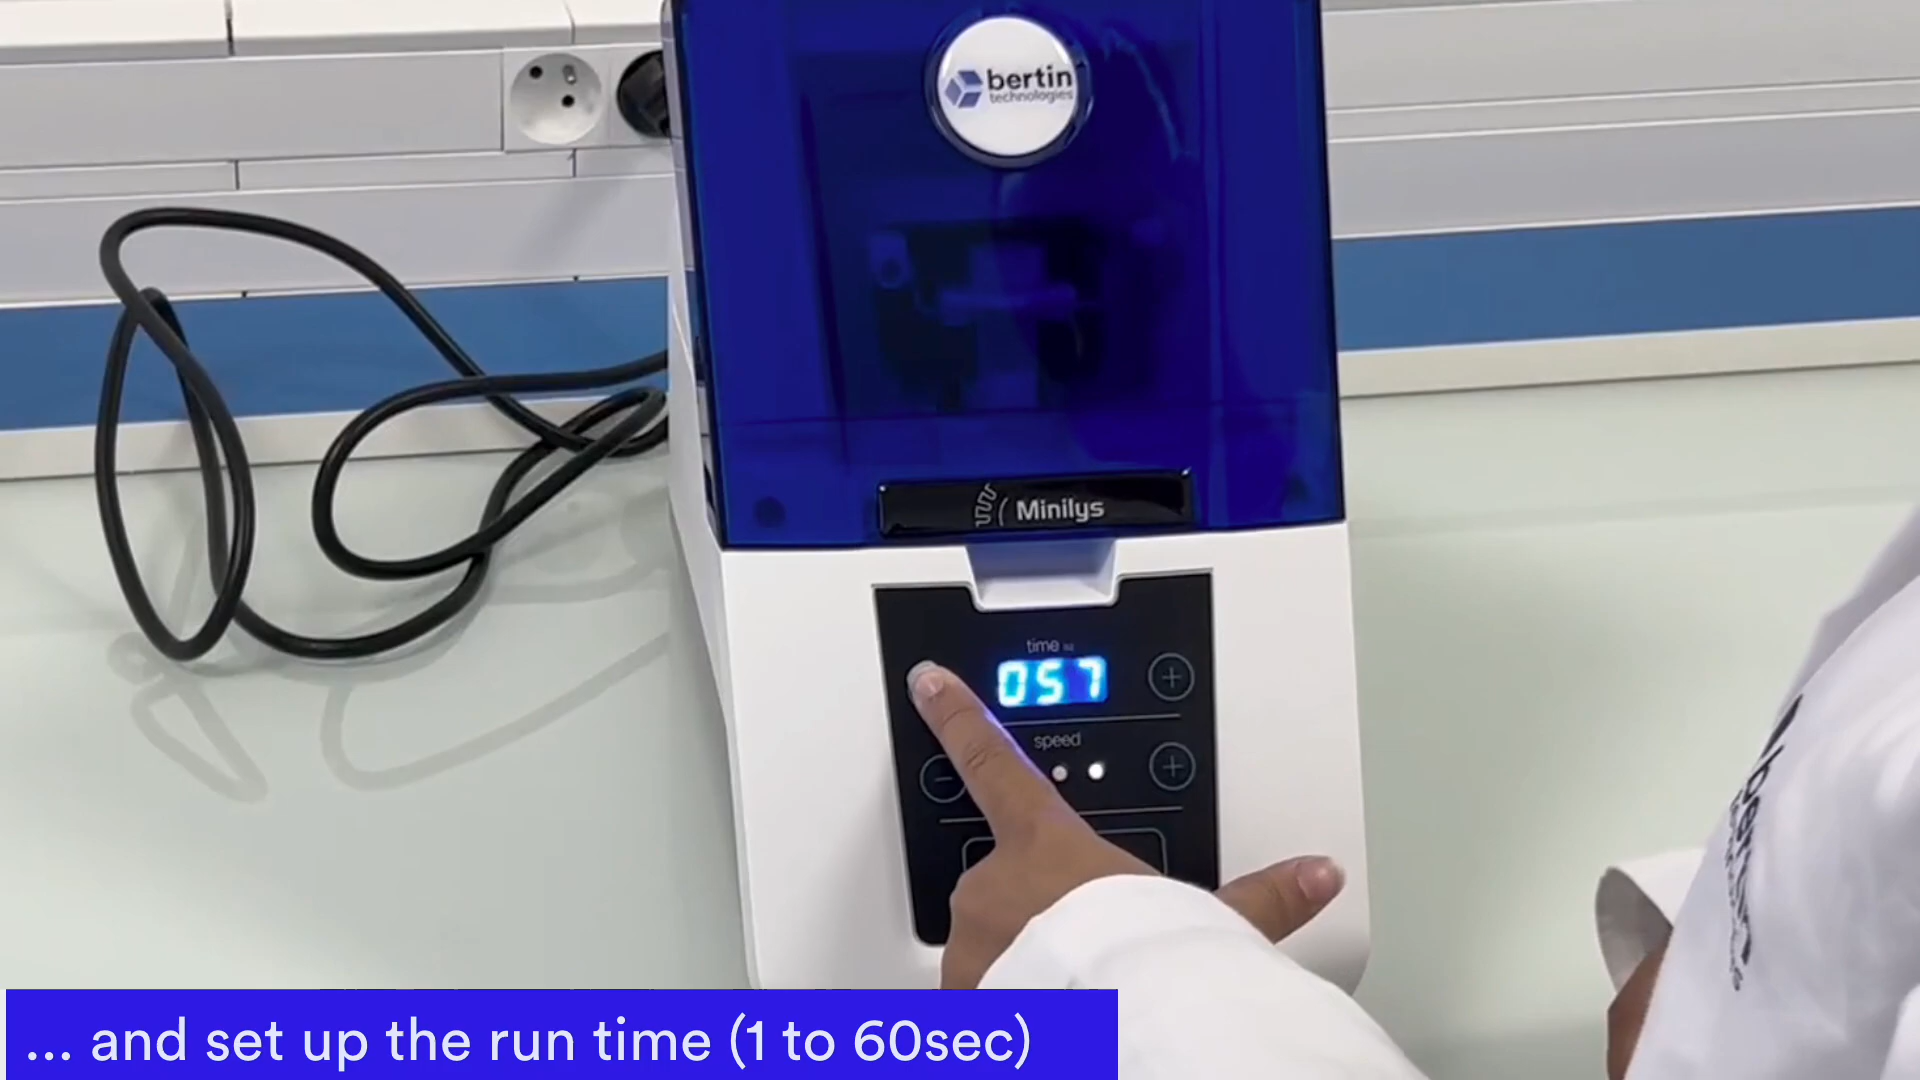 bertin
technologies
Minilys
time
057
speed
... and set up the run time (1 to 60sec)